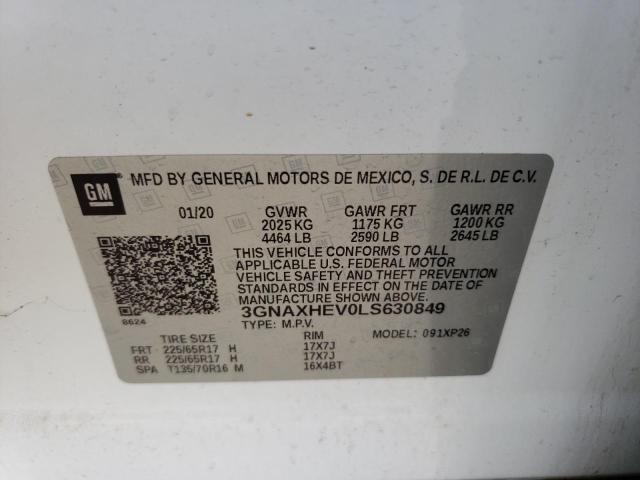 GM MFD BY GENERAL MOTORS DE MEXICO, S. DE R.L. DE C.V.
01/20 GVWR GAWR FRT GAWR RR
2025 KG 1175 KG 1200 KG
4464 LB 2590 LB 2645 LB
THIS VEHICLE CONFORMS TO ALL
APPLICABLE U.S. FEDERAL MOTOR
VEHICLE SAFETY AND THEFT PREVENTION
STANDARDS IN EFFECT ON THE DATE OF
MANUFACTURE SHOWN ABOVE.
3GNAXHEV0LS630849
8624
TYPE: M.P.V. MODEL: 091XP26
TIRE SIZE RIM
FRT 225/65R17 H 17X7J
RR 225/65R17 H 17X7J
SPA T135/70R16 M 16X4BT